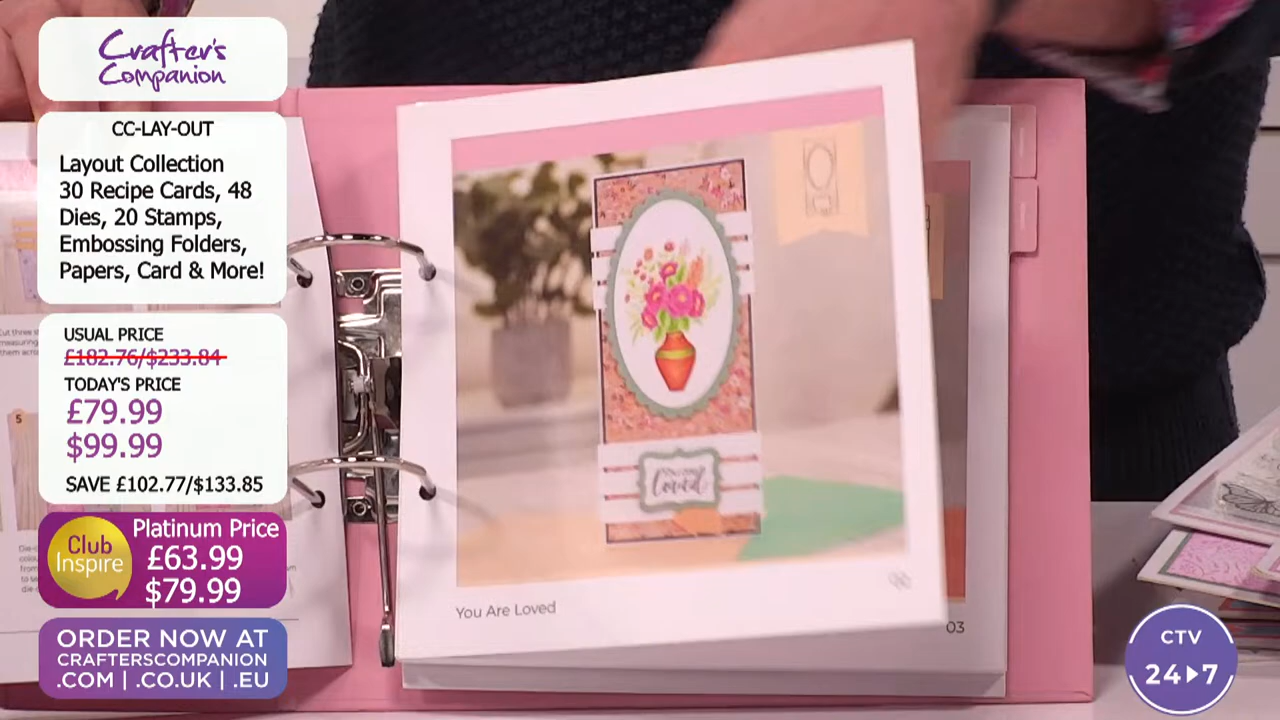 Crafter's
Companion
CC-LAY-OUT
Layout Collection
30 Recipe Cards, 48
Dies, 20 Stamps,
Embossing Folders,
Papers, Card & More!
USUAL PRICE
£182.76/$233.84
TODAY'S PRICE
£79.99
$99.99
SAVE £102.77/$133.85
Club
Inspire
Platinum Price
£63.99
$79.99
ORDER NOW AT
CRAFTERSCOMPANION
.COM | .CO.UK | .EU
5
loved
You Are Loved
03
CTV
24▶7